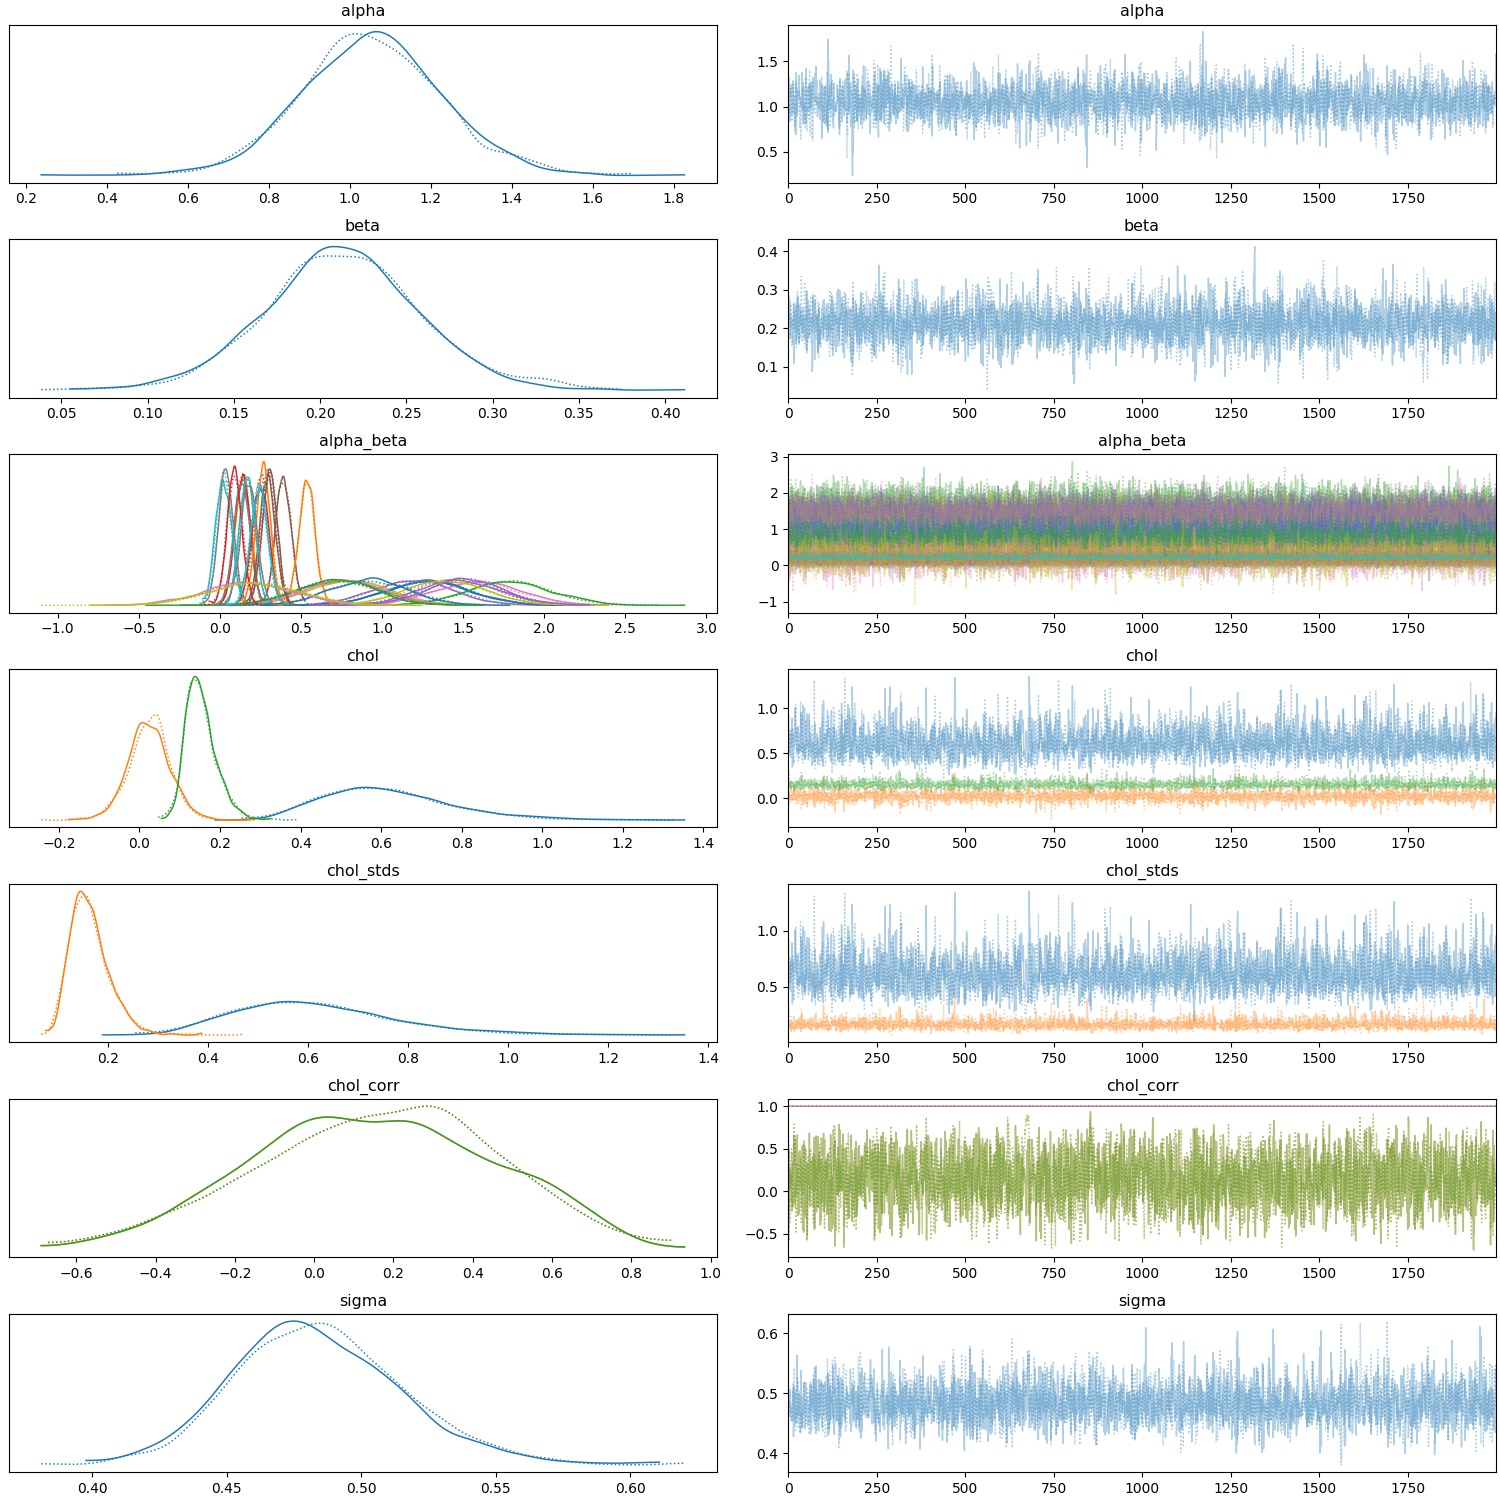 alpha alpha
1.5
1.0
0.5
0.2 0.4 0.6 0.8 1.0 1.2 1.4 1.6 1.8 0 250 500 750 1000 1250 1500 1750
beta beta
0.4
0.3
0.2
0.1
0.05 0.10 0.15 0.20 0.25 0.30 0.35 0.40 0 250 500 750 1000 1250 1500 1750
alpha_beta alpha_beta
3
2
1
0
−1
−1.0 −0.5 0.0 0.5 1.0 1.5 2.0 2.5 3.0 0 250 500 750 1000 1250 1500 1750
chol chol
1.0
0.5
0.0
−0.2 0.0 0.2 0.4 0.6 0.8 1.0 1.2 1.4 0 250 500 750 1000 1250 1500 1750
chol_stds chol_stds
1.0
0.5
0.2 0.4 0.6 0.8 1.0 1.2 1.4 0 250 500 750 1000 1250 1500 1750
chol_corr chol_corr
1.0
0.5
0.0
−0.5
−0.6 −0.4 −0.2 0.0 0.2 0.4 0.6 0.8 1.0 0 250 500 750 1000 1250 1500 1750
sigma sigma
0.6
0.5
0.4
0.40 0.45 0.50 0.55 0.60 0 250 500 750 1000 1250 1500 1750